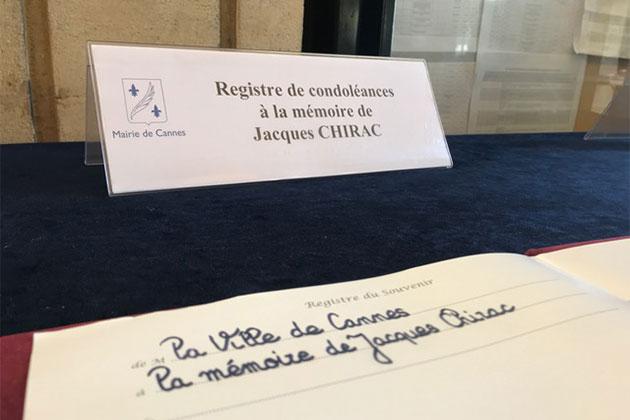 Registre de condoléances
à la mémoire de
Jacques CHIRAC
Mairie de Cannes
Registre du Souvenir
de M La Ville de Cannes
à La mémoire de Jacques Chirac